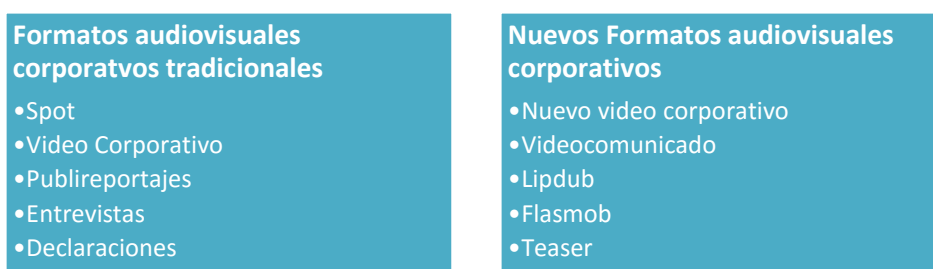 Formatos audiovisuales
corporatvos tradicionales
•Spot
•Video Corporativo
•Publireportajes
•Entrevistas
•Declaraciones
Nuevos Formatos audiovisuales
corporativos
•Nuevo video corporativo
•Videocomunicado
•Lipdub
•Flasmob
•Teaser